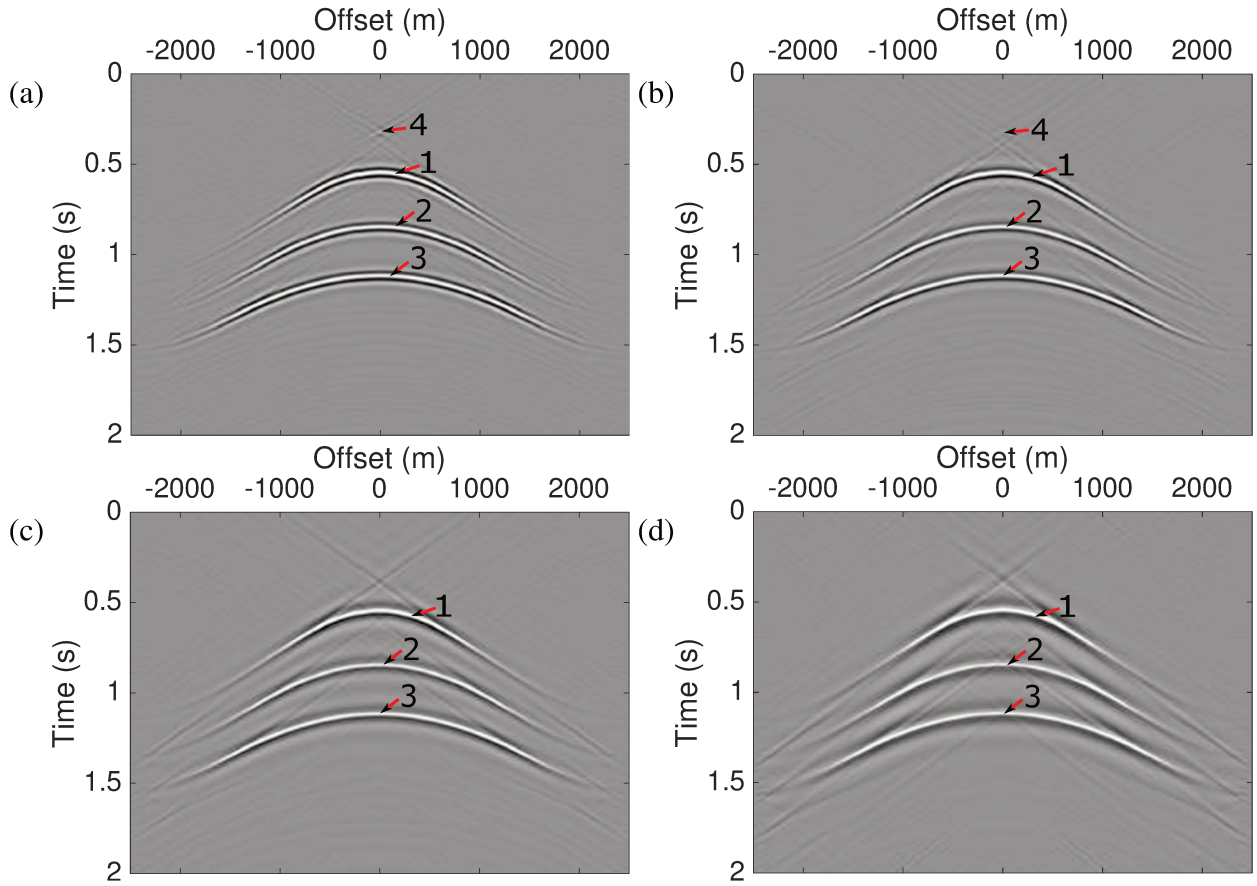 Offset (m) Offset (m)
-2000 -1000 0 1000 2000 -2000 -1000 0 1000 2000
(a) 0 (b) 0
4 4
0.5 1 0.5 1
2 2
Time (s) 1 Time (s) 1
3 3
1.5 1.5
2 2
Offset (m) Offset (m)
-2000 -1000 0 1000 2000 -2000 -1000 0 1000 2000
(c) 0 (d) 0
0.5 1 0.5 1
2 2
Time (s) 1 3 Time (s) 1 3
1.5 1.5
2 2